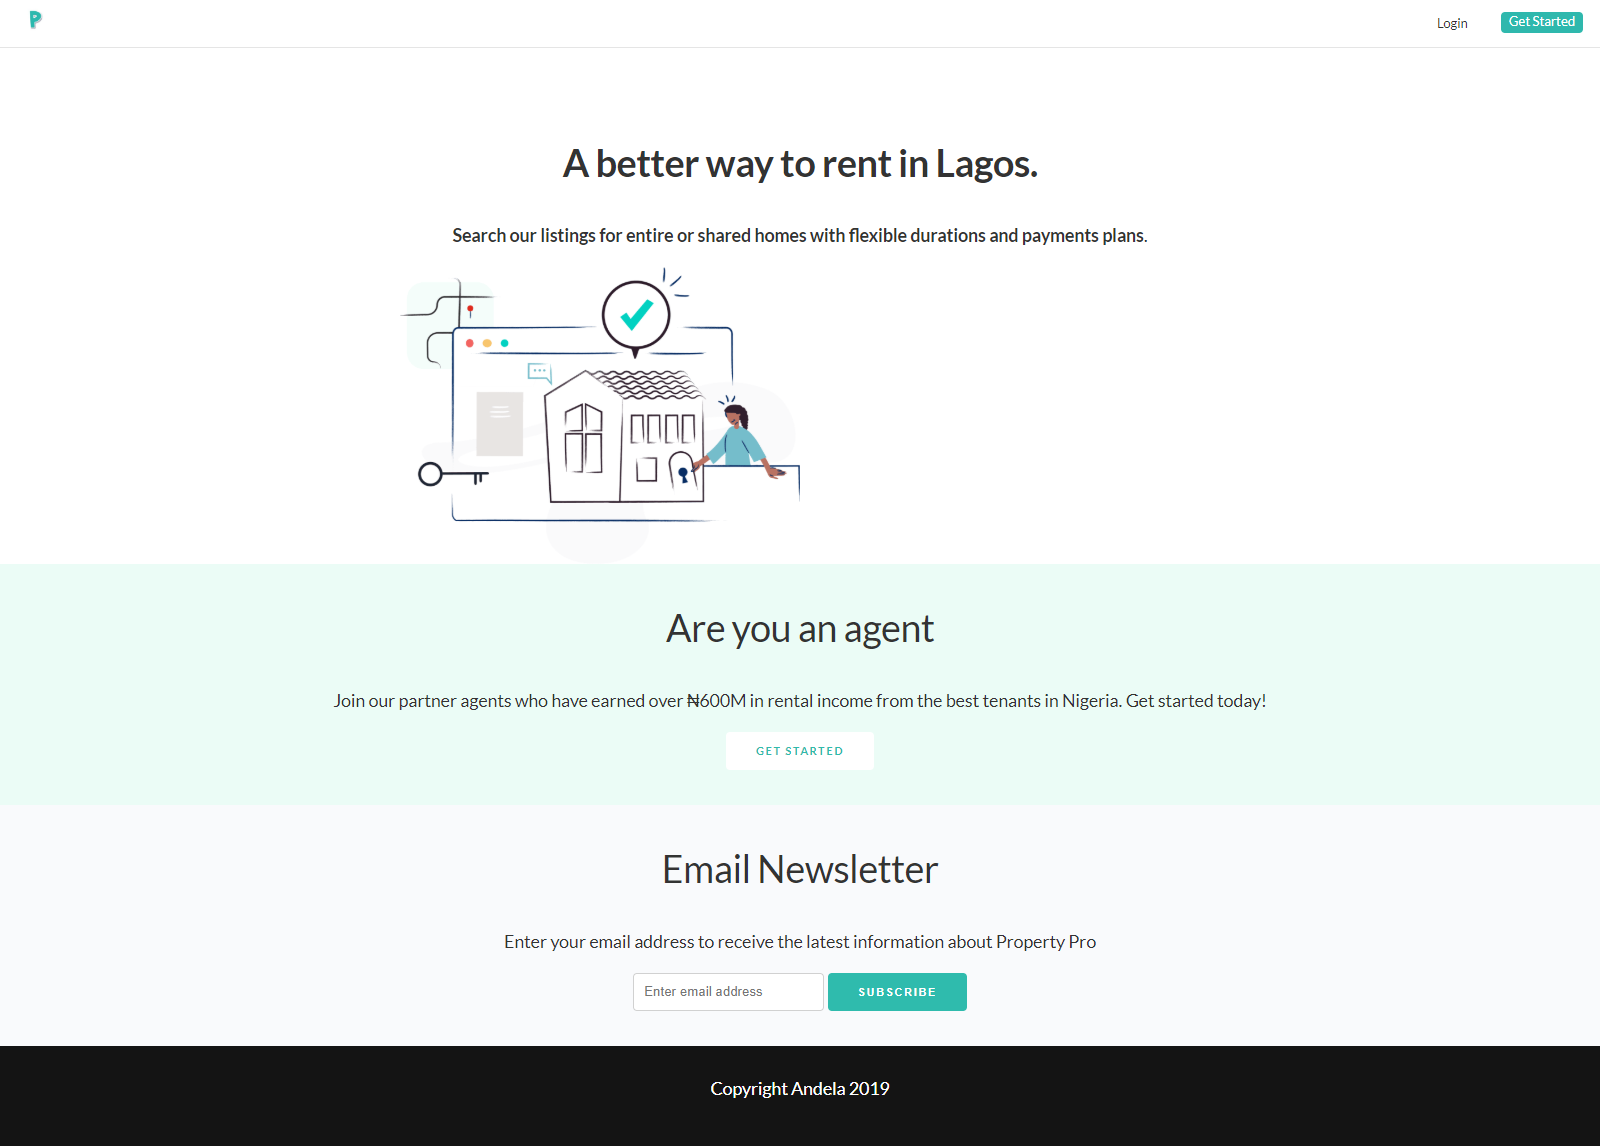 P
Login
Get Started
A better way to rent in Lagos.
Search our listings for entire or shared homes with flexible durations and payments plans.
Are you an agent
Join our partner agents who have earned over ₦600M in rental income from the best tenants in Nigeria. Get started today!
GET STARTED
Email Newsletter
Enter your email address to receive the latest information about Property Pro
Enter email address
SUBSCRIBE
Copyright Andela 2019